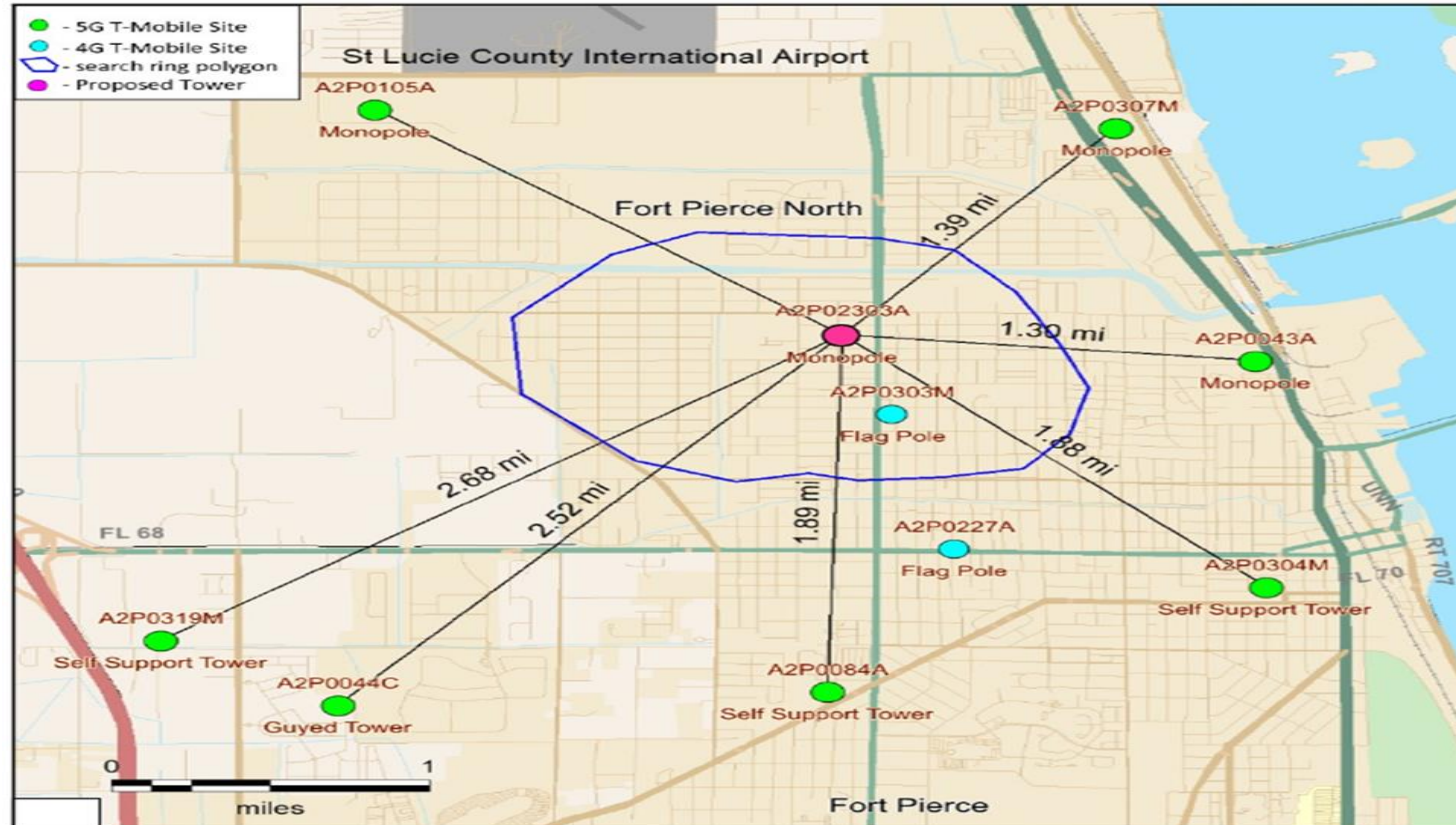 - 5G T-Mobile Site
- 4G T-Mobile Site
- search ring polygon
- Proposed Tower
St Lucie County International Airport
A2P0105A
Monopole
A2P0307M
Monopole
Fort Pierce North
1.39 mi
A2P02303A
Monopole
1.30 mi
A2P0043A
Monopole
A2P0303M
Flag Pole
1.88 mi
2.68 mi
2.52 mi
1.89 mi
FL 68
A2P0227A
Flag Pole
UNN
RT 707
FL 70
A2P0304M
Self Support Tower
A2P0319M
Self Support Tower
A2P0044C
Guyed Tower
A2P0084A
Self Support Tower
0 1
miles
Fort Pierce